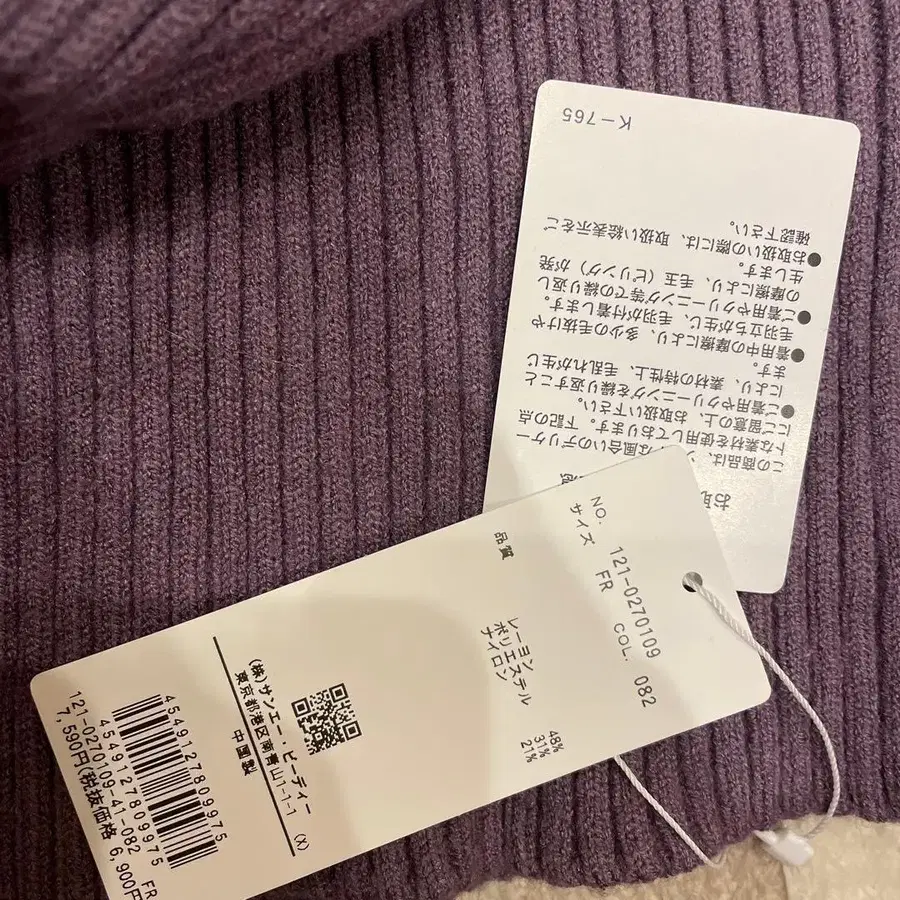 NO. 121-0270109
サイズ FR COL. 082
品質 レーヨン 48%
ポリエステル 31%
ナイロン 21%
(株)サンエー・ビーディー (X)
東京都港区南青山1-1-1
中国製
4549127809975
4549127809975 FR
121-0270109-41-082
7,590円(税抜価格 6,900円
お取
この商品は、ソ な風合いのデリケー
トな素材を使用しております。下記の点
にご留意の上、お取扱い下さい。
●ご着用やクリーニングを繰り返すこと
により、素材の特性上、毛乱れが生じ
ます。
●着用中の摩擦により、多少の毛抜けや
毛羽立ちが生じ、毛羽が付着します。
●ご着用やクリーニング等での繰り返し
の摩擦により、毛玉(ピリング)が発
生します。
●お取扱いの際には、取扱い絵表示をご
確認下さい。
K-765